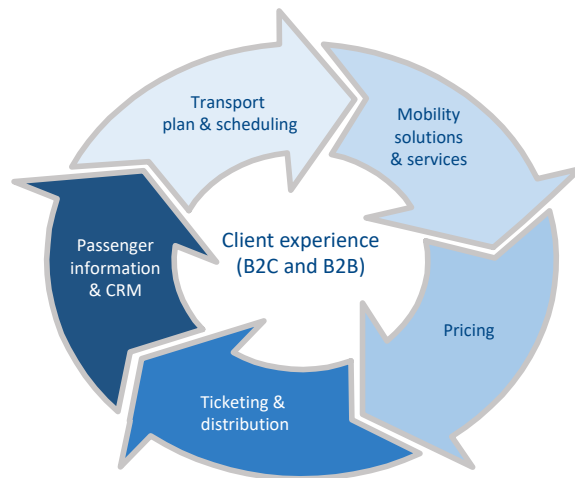 Transport
plan & scheduling
Mobility
solutions
& services
Pricing
Ticketing &
distribution
Passenger
information
& CRM
Client experience
(B2C and B2B)